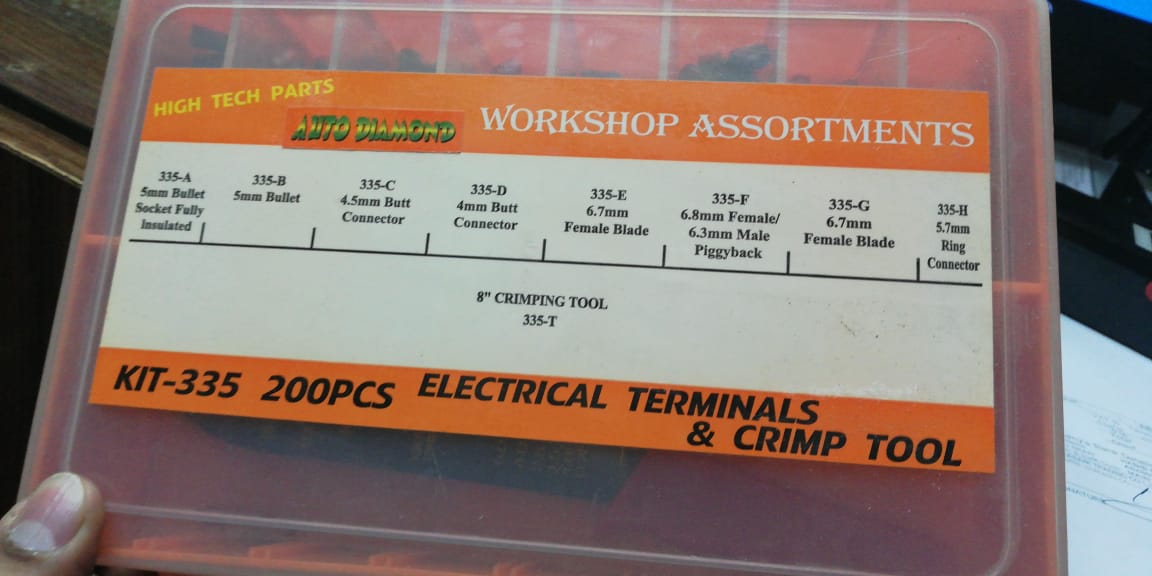 HIGH TECH PARTS
AUTO DIAMOND
WORKSHOP ASSORTMENTS
335-A
5mm Bullet
Socket Fully
insulated
335-B
5mm Bullet
335-C
4.5mm Butt
Connector
335-D
4mm Butt
Connector
335-E
6.7mm
Female Blade
335-F
6.8mm Female/
6.3mm Male
Piggyback
335-G
6.7mm
Female Blade
335-H
5.7mm
Ring
Connector
8" CRIMPING TOOL
335-T
KIT-335 200PCS ELECTRICAL TERMINALS
& CRIMP TOOL